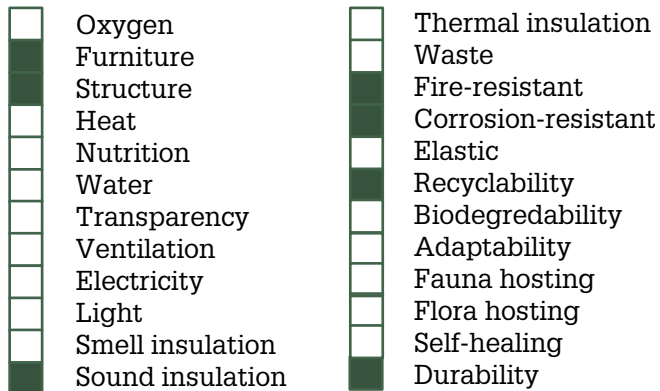 Oxygen
Furniture
Structure
Heat
Nutrition
Water
Transparency
Ventilation
Electricity
Light
Smell insulation
Sound insulation
Thermal insulation
Waste
Fire-resistant
Corrosion-resistant
Elastic
Recyclability
Biodegredability
Adaptability
Fauna hosting
Flora hosting
Self-healing
Durability